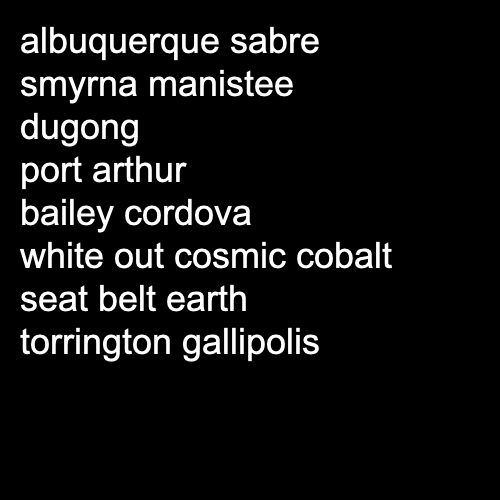 albuquerque sabre
smyrna manistee
dugong
port arthur
bailey cordova
white out cosmic cobalt
seat belt earth
torrington gallipolis